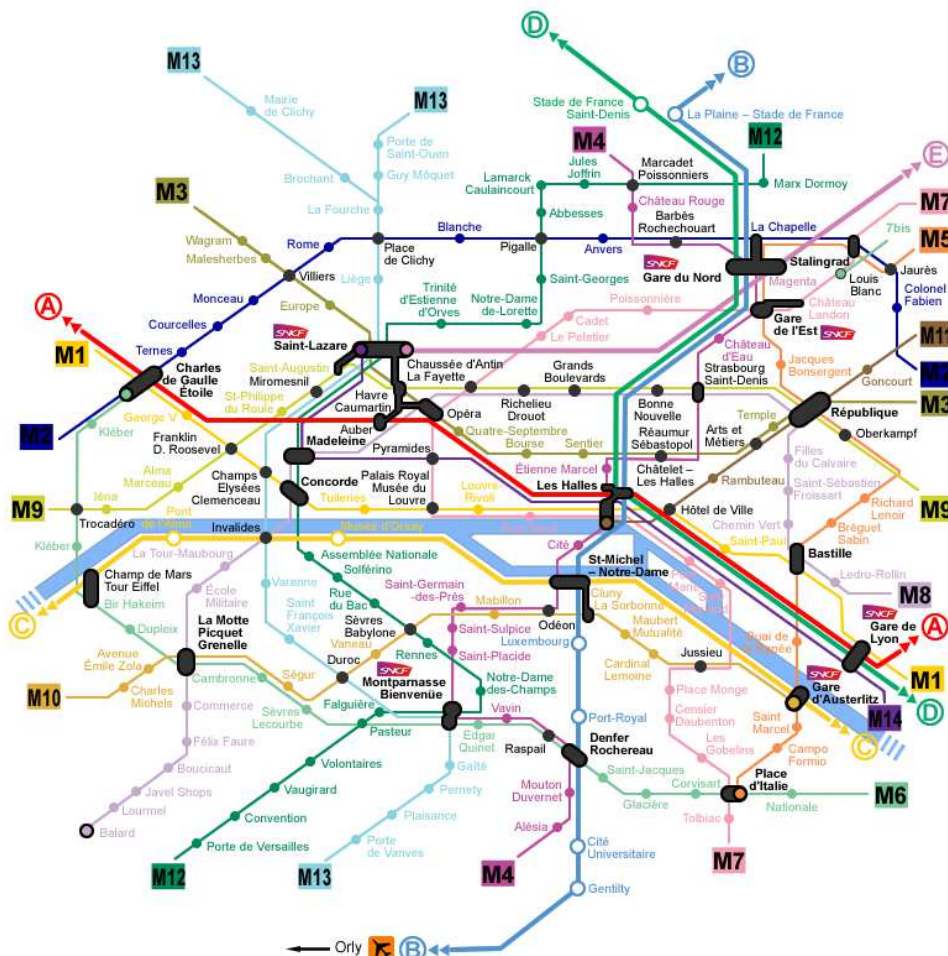 D
B
M13
M13
Mairie
de Clichy
Stade de France
Saint-Denis
La Plaine – Stade de France
Porte de
Saint-Ouen
M4
M12
Guy Môquet
Brochant
Jules
Joffrin
Marcadet
Poissonniers
E
Lamarck
Caulaincourt
Château Rouge
Marx Dormoy
M3
M7
La Fourche
Abbesses
Barbès
Rochechouart
La Chapelle
7bis
Wagram
Malesherbes
Rome
Blanche
M5
Place
de Clichy
Pigalle
Anvers
SNCF
Gare du Nord
Stalingrad
Jaurès
Villiers
Louis
Blanc
Monceau
Liège
Saint-Georges
Magenta
Colonel
Fabien
Europe
Trinité
d'Estienne
d'Orves
Notre-Dame
de-Lorette
Poissonnière
Château
Landon
Courcelles
A
SNCF
Cadet
Gare
de l'Est
SNCF
M11
Ternes
Saint-Lazare
Le Peletier
Château
d'Eau
M1
Saint-Augustin
Miromesnil
Chaussée d'Antin
La Fayette
Grands
Boulevards
Strasbourg
Saint-Denis
Jacques
Bonsergent
Goncourt
M2
Charles
de Gaulle
Étoile
St-Philippe
du Roule
Havre
Caumartin
Richelieu
Drouot
Bonne
Nouvelle
République
M3
M2
Kléber
George V
Auber
Opéra
Quatre-Septembre
Bourse
Sentier
Réaumur
Sébastopol
Arts et
Métiers
Temple
Oberkampf
Franklin
D. Roosevel
Madeleine
Pyramides
Étienne Marcel
Châtelet –
Les Halles
Filles
du Calvaire
Alma
Marceau
Champs
Elysées
Clemenceau
Concorde
Palais Royal
Musée du
Louvre
Louvre-
Rivoli
Les Halles
Rambuteau
Saint-Sébastien
Froissart
M9
Iéna
Tuileries
Hôtel de Ville
Richard
Lenoir
M9
Trocadéro
Pont
de l'Alma
Invalides
Musée d'Orsay
Chemin Vert
Bréguet
Sabin
Kléber
La Tour-Maubourg
Assemblée Nationale
Cité
Saint-Paul
Bastille
Solférino
St-Michel
– Notre-Dame
Ledru-Rollin
Champ de Mars
Tour Eiffel
École
Militaire
Varenne
Rue
du Bac
Saint-Germain
-des-Prés
M8
C
Bir Hakeim
Saint
François
Xavier
Mabillon
Cluny
La Sorbonne
SNCF
Gare de
Lyon
A
La Motte
Picquet
Grenelle
Sèvres
Babylone
Saint-Sulpice
Odéon
Maubert
Mutualité
Dupleix
Vaneau
Luxembourg
Jussieu
Avenue
Émile Zola
Duroc
Rennes
Saint-Placide
Cardinal
Lemoine
SNCF
M1
Cambronne
Ségur
SNCF
Montparnasse
Bienvenüe
Gare
d'Austerlitz
D
M10
Charles
Michels
Notre-Dame
des-Champs
Place Monge
M14
Commerce
Sèvres
Lecourbe
Falguière
Vavin
Port-Royal
Censier
Daubenton
Saint
Marcel
C
Pasteur
Edgar
Quinet
Raspail
Denfer
Rochereau
Les
Gobelins
Campo
Formio
Félix Faure
Volontaires
Gaîté
Saint-Jacques
Place
d'Italie
Boucicaut
Vaugirard
Pernety
Mouton
Duvernet
Corvisart
Javel Shops
Glacière
Nationale
M6
Lourmel
Convention
Plaisance
Alésia
Tolbiac
Balard
Porte de Versailles
Porte
de Vanves
Cité
Universitaire
M12
M13
M4
M7
Gentilty
Orly
B